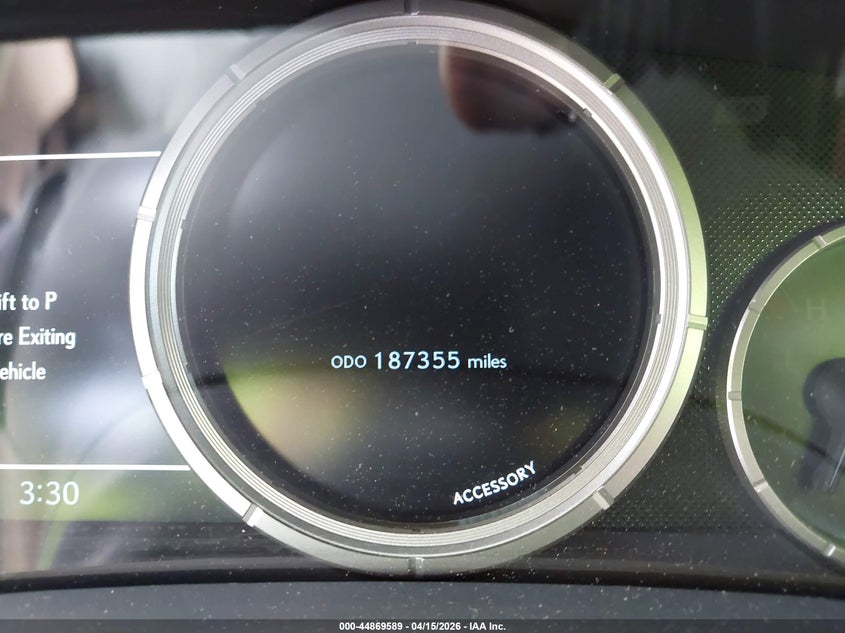 ift to P
re Exiting
ehicle
ODO 187355 miles
ACCESSORY
3:30
H
000-44869589 - 04/15/2026 - IAA Inc.